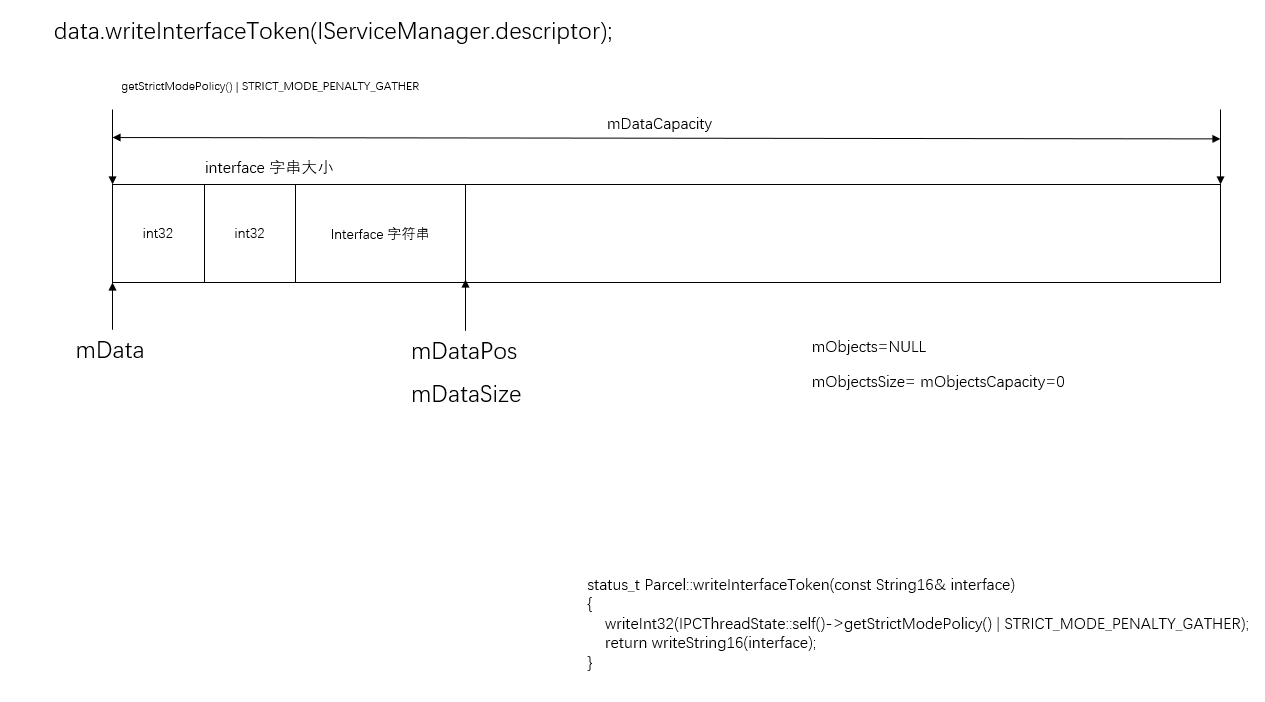 data.writeInterfaceToken(IServiceManager.descriptor);
getStrictModePolicy() | STRICT_MODE_PENALTY_GATHER
mDataCapacity
interface 字串大小
int32
int32
Interface 字符串
mData
mDataPos
mDataSize
mObjects=NULL
mObjectsSize= mObjectsCapacity=0
status_t Parcel::writeInterfaceToken(const String16& interface)
{
writeInt32(IPCThreadState::self()->getStrictModePolicy() | STRICT_MODE_PENALTY_GATHER);
return writeString16(interface);
}